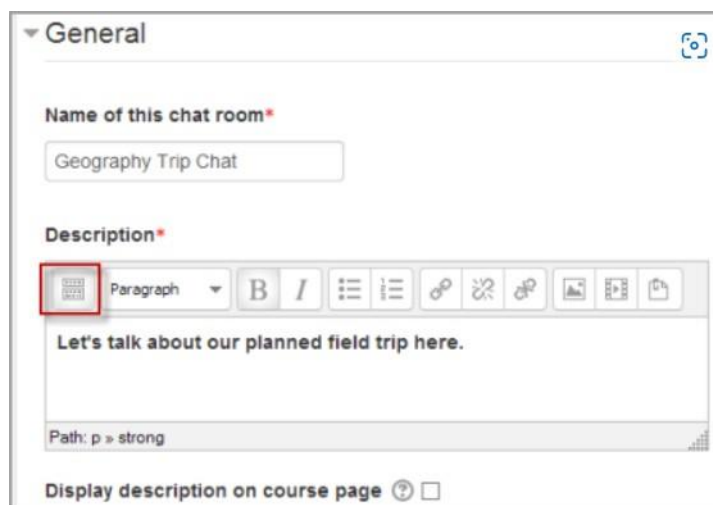 General
Name of this chat room*
Geography Trip Chat
Description*
Paragraph B I
Let's talk about our planned field trip here.
Path: p » strong
Display description on course page ?